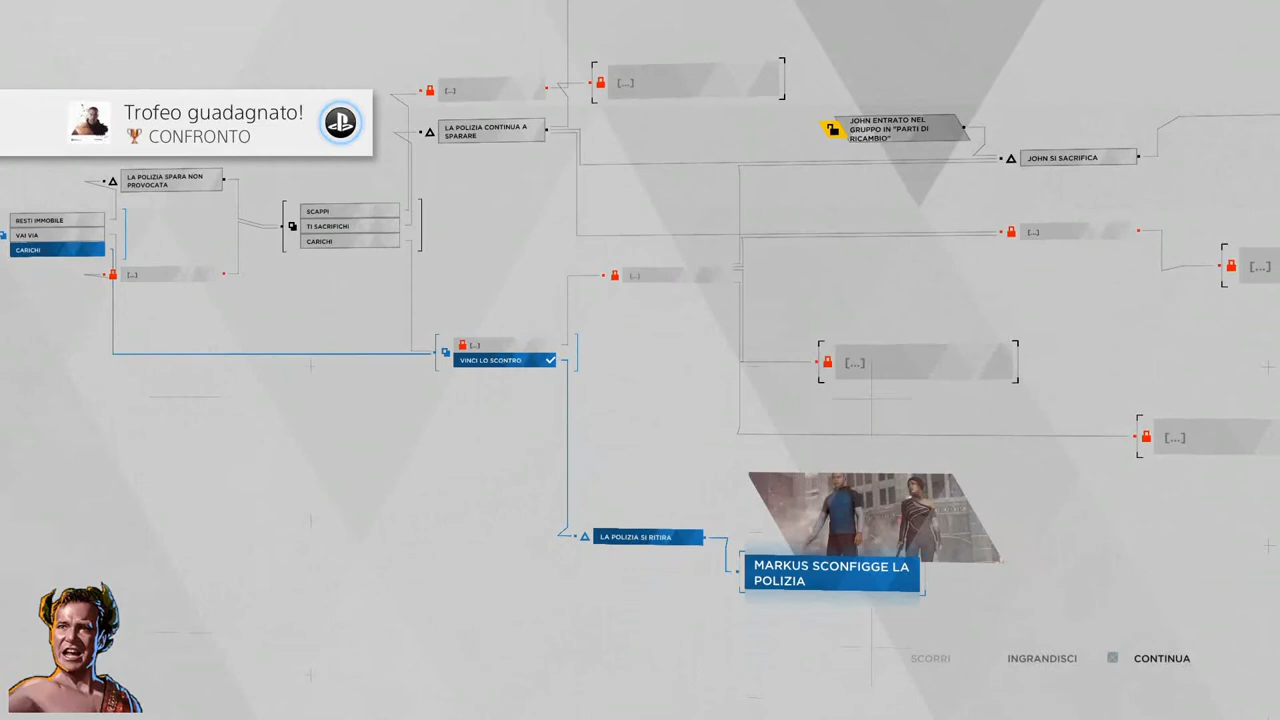 [...]
[...]
Trofeo guadagnato!
CONFRONTO
LA POLIZIA CONTINUA A
SPARARE
JOHN ENTRATO NEL
GRUPPO IN "PARTI DI
RICAMBIO"
JOHN SI SACRIFICA
LA POLIZIA SPARA NON
PROVOCATA
RESTI IMMOBILE
VAI VIA
CARICHI
SCAPPI
TI SACRIFICHI
CARICHI
[...]
[...]
[...]
[...]
[...]
VINCI LO SCONTRO
[...]
[...]
LA POLIZIA SI RITIRA
MARKUS SCONFIGGE LA
POLIZIA
SCORRI
INGRANDISCI
CONTINUA